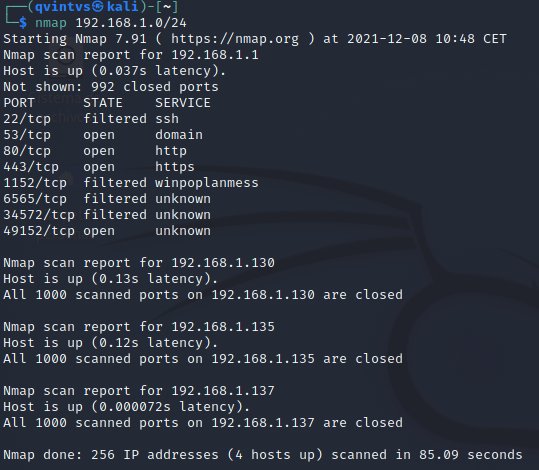 ┌──(qvintvs㉿kali)-[~]
└─$ nmap 192.168.1.0/24
Starting Nmap 7.91 ( https://nmap.org ) at 2021-12-08 10:48 CET
Nmap scan report for 192.168.1.1
Host is up (0.037s latency).
Not shown: 992 closed ports
PORT      STATE    SERVICE
22/tcp    filtered ssh
53/tcp    open     domain
80/tcp    open     http
443/tcp   open     https
1152/tcp  filtered winpoplanmess
6565/tcp  filtered unknown
34572/tcp filtered unknown
49152/tcp open     unknown

Nmap scan report for 192.168.1.130
Host is up (0.13s latency).
All 1000 scanned ports on 192.168.1.130 are closed

Nmap scan report for 192.168.1.135
Host is up (0.12s latency).
All 1000 scanned ports on 192.168.1.135 are closed

Nmap scan report for 192.168.1.137
Host is up (0.000072s latency).
All 1000 scanned ports on 192.168.1.137 are closed

Nmap done: 256 IP addresses (4 hosts up) scanned in 85.09 seconds